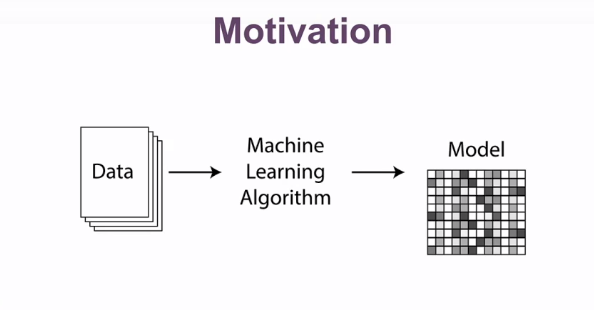 Motivation
Data
Machine
Learning
Algorithm
Model